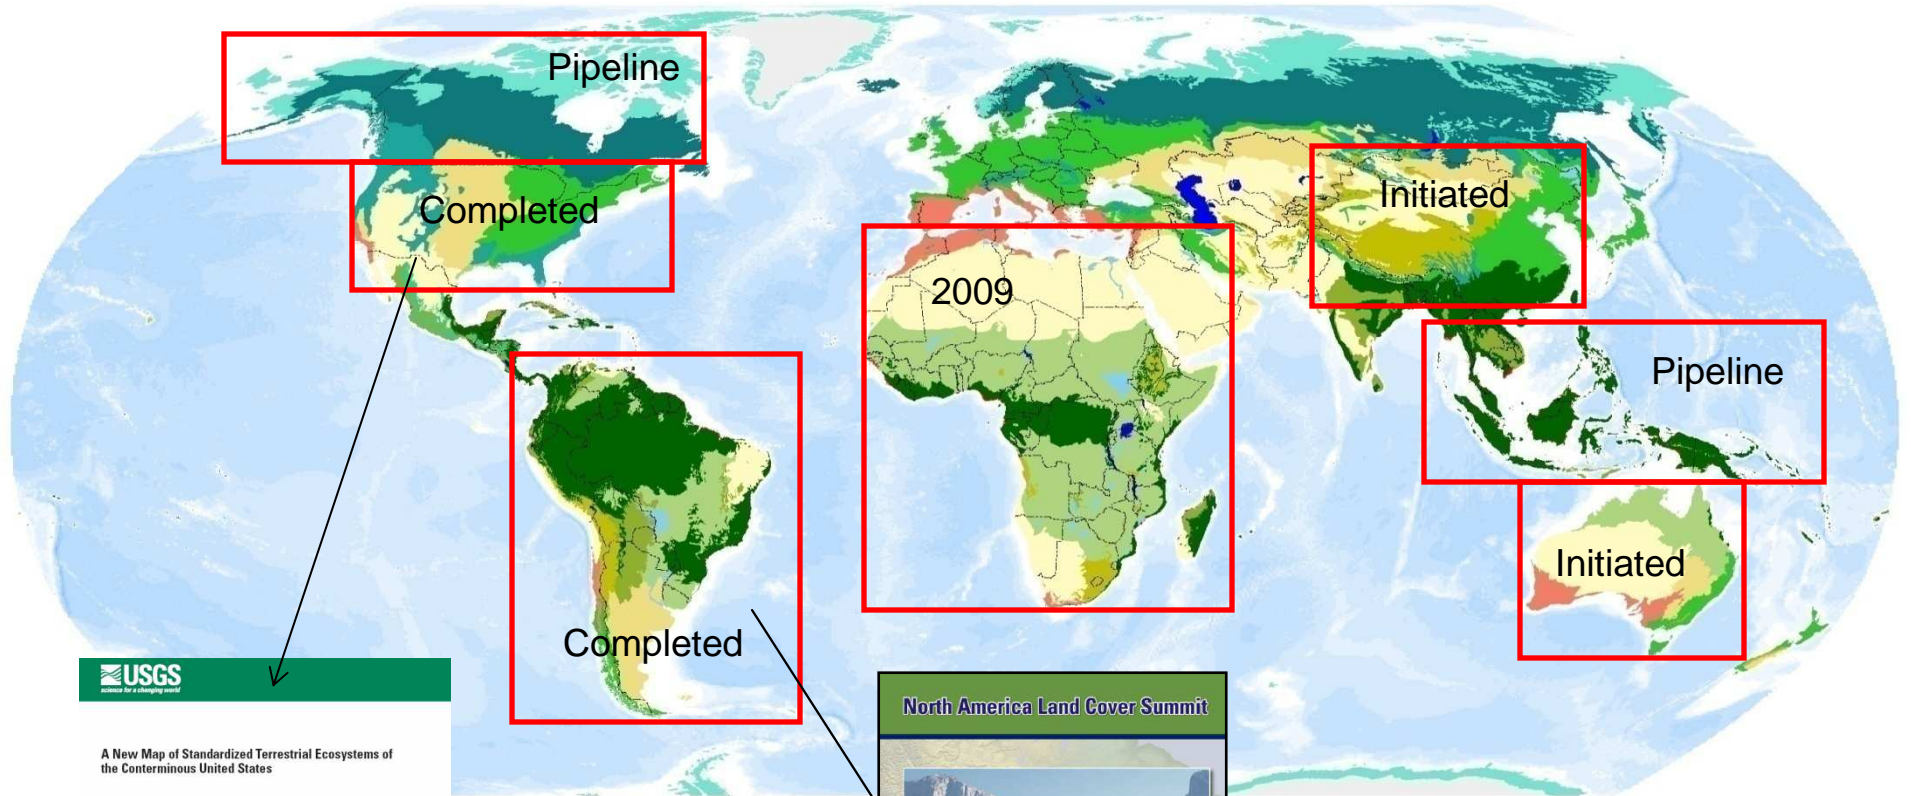 Pipeline
Completed
Initiated
2009
Pipeline
Initiated
Completed
USGS
science for a changing world
A New Map of Standardized Terrestrial Ecosystems of
the Conterminous United States
North America Land Cover Summit